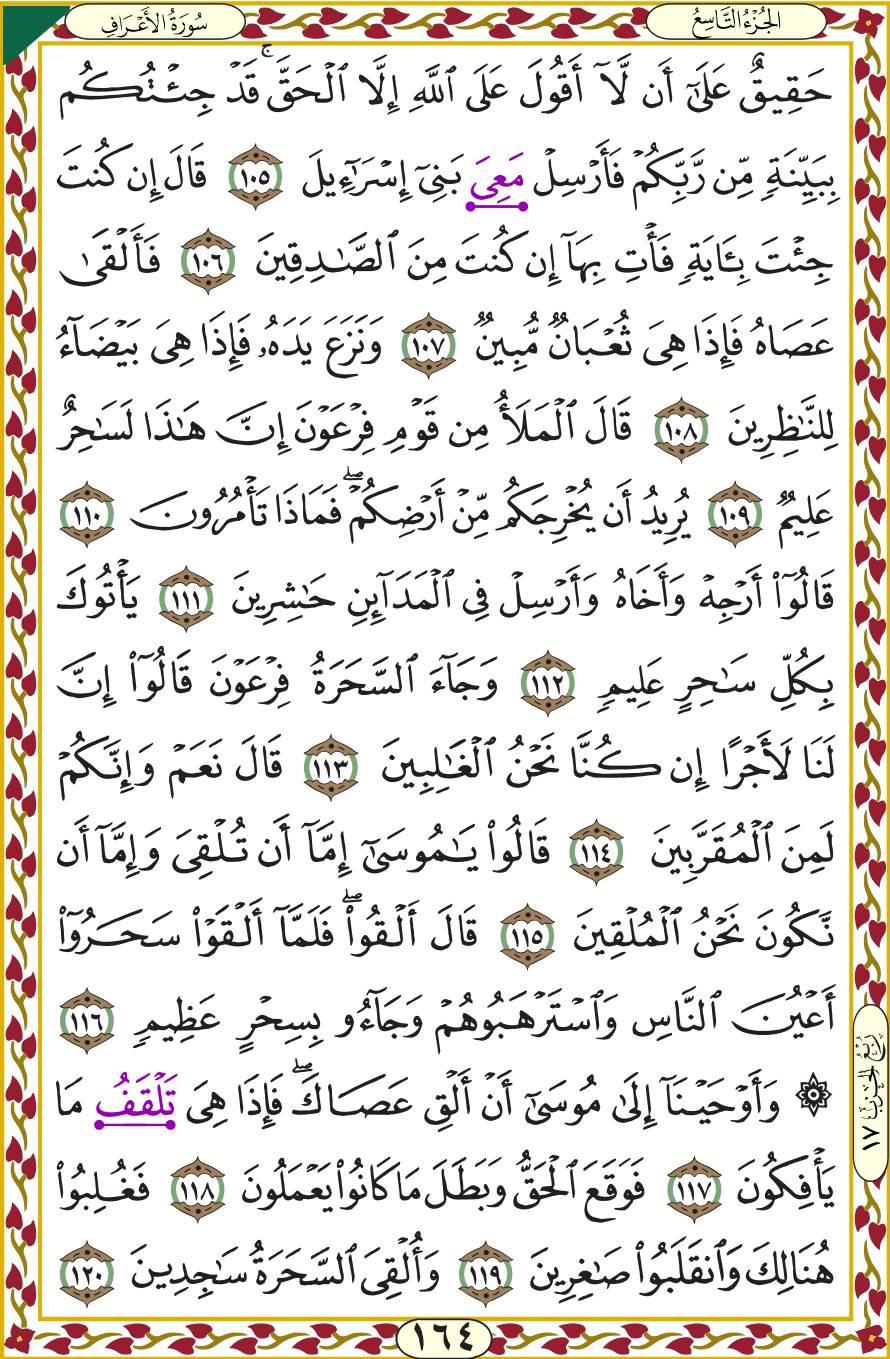 الجُزْءُ التَّاسِعُ
سُورَةُ الأَعْرَافِ
حَقِيقٌ عَلَىٰٓ أَن لَّآ أَقُولَ عَلَى ٱللَّهِ إِلَّا ٱلْحَقَّۚ قَدْ جِئْتُكُم
بِبَيِّنَةٖ مِّن رَّبِّكُمْ فَأَرْسِلْ مَعِيَ بَنِىٓ إِسْرَٰٓءِيلَ ١٠٥ قَالَ إِن كُنتَ
جِئْتَ بِـَٔايَةٖ فَأْتِ بِهَآ إِن كُنتَ مِنَ ٱلصَّٰدِقِينَ ١٠٦ فَأَلْقَىٰ
عَصَاهُ فَإِذَا هِىَ ثُعْبَانٞ مُّبِينٞ ١٠٧ وَنَزَعَ يَدَهُۥ فَإِذَا هِىَ بَيْضَآءُ
لِلنَّٰظِرِينَ ١٠٨ قَالَ ٱلْمَلَأُ مِن قَوْمِ فِرْعَوْنَ إِنَّ هَٰذَا لَسَٰحِرٌ
عَلِيمٞ ١٠٩ يُرِيدُ أَن يُخْرِجَكُم مِّنْ أَرْضِكُمْۖ فَمَاذَا تَأْمُرُونَ ١١٠
قَالُوٓا۟ أَرْجِهْ وَأَخَاهُ وَأَرْسِلْ فِى ٱلْمَدَآئِنِ حَٰشِرِينَ ١١١ يَأْتُوكَ
بِكُلِّ سَٰحِرٍ عَلِيمٖ ١١٢ وَجَآءَ ٱلسَّحَرَةُ فِرْعَوْنَ قَالُوٓا۟ إِنَّ
لَنَا لَأَجْرًا إِن كُنَّا نَحْنُ ٱلْغَٰلِبِينَ ١١٣ قَالَ نَعَمْ وَإِنَّكُمْ
لَمِنَ ٱلْمُقَرَّبِينَ ١١٤ قَالُوا۟ يَٰمُوسَىٰٓ إِمَّآ أَن تُلْقِىَ وَإِمَّآ أَن
نَّكُونَ نَحْنُ ٱلْمُلْقِينَ ١١٥ قَالَ أَلْقُوا۟ۖ فَلَمَّآ أَلْقَوْا۟ سَحَرُوٓا۟
أَعْيُنَ ٱلنَّاسِ وَٱسْتَرْهَبُوهُمْ وَجَآءُو بِسِحْرٍ عَظِيمٖ ١١٦
۞ وَأَوْحَيْنَآ إِلَىٰ مُوسَىٰٓ أَنْ أَلْقِ عَصَاكَۖ فَإِذَا هِىَ تَلْقَفُ مَا
يَأْفِكُونَ ١١٧ فَوَقَعَ ٱلْحَقُّ وَبَطَلَ مَا كَانُوا۟ يَعْمَلُونَ ١١٨ فَغُلِبُوا۟
هُنَالِكَ وَٱنقَلَبُوا۟ صَٰغِرِينَ ١١٩ وَأُلْقِىَ ٱلسَّحَرَةُ سَٰجِدِينَ ١٢٠
رُبْعُ الحِزْب ١٧
١٦٤